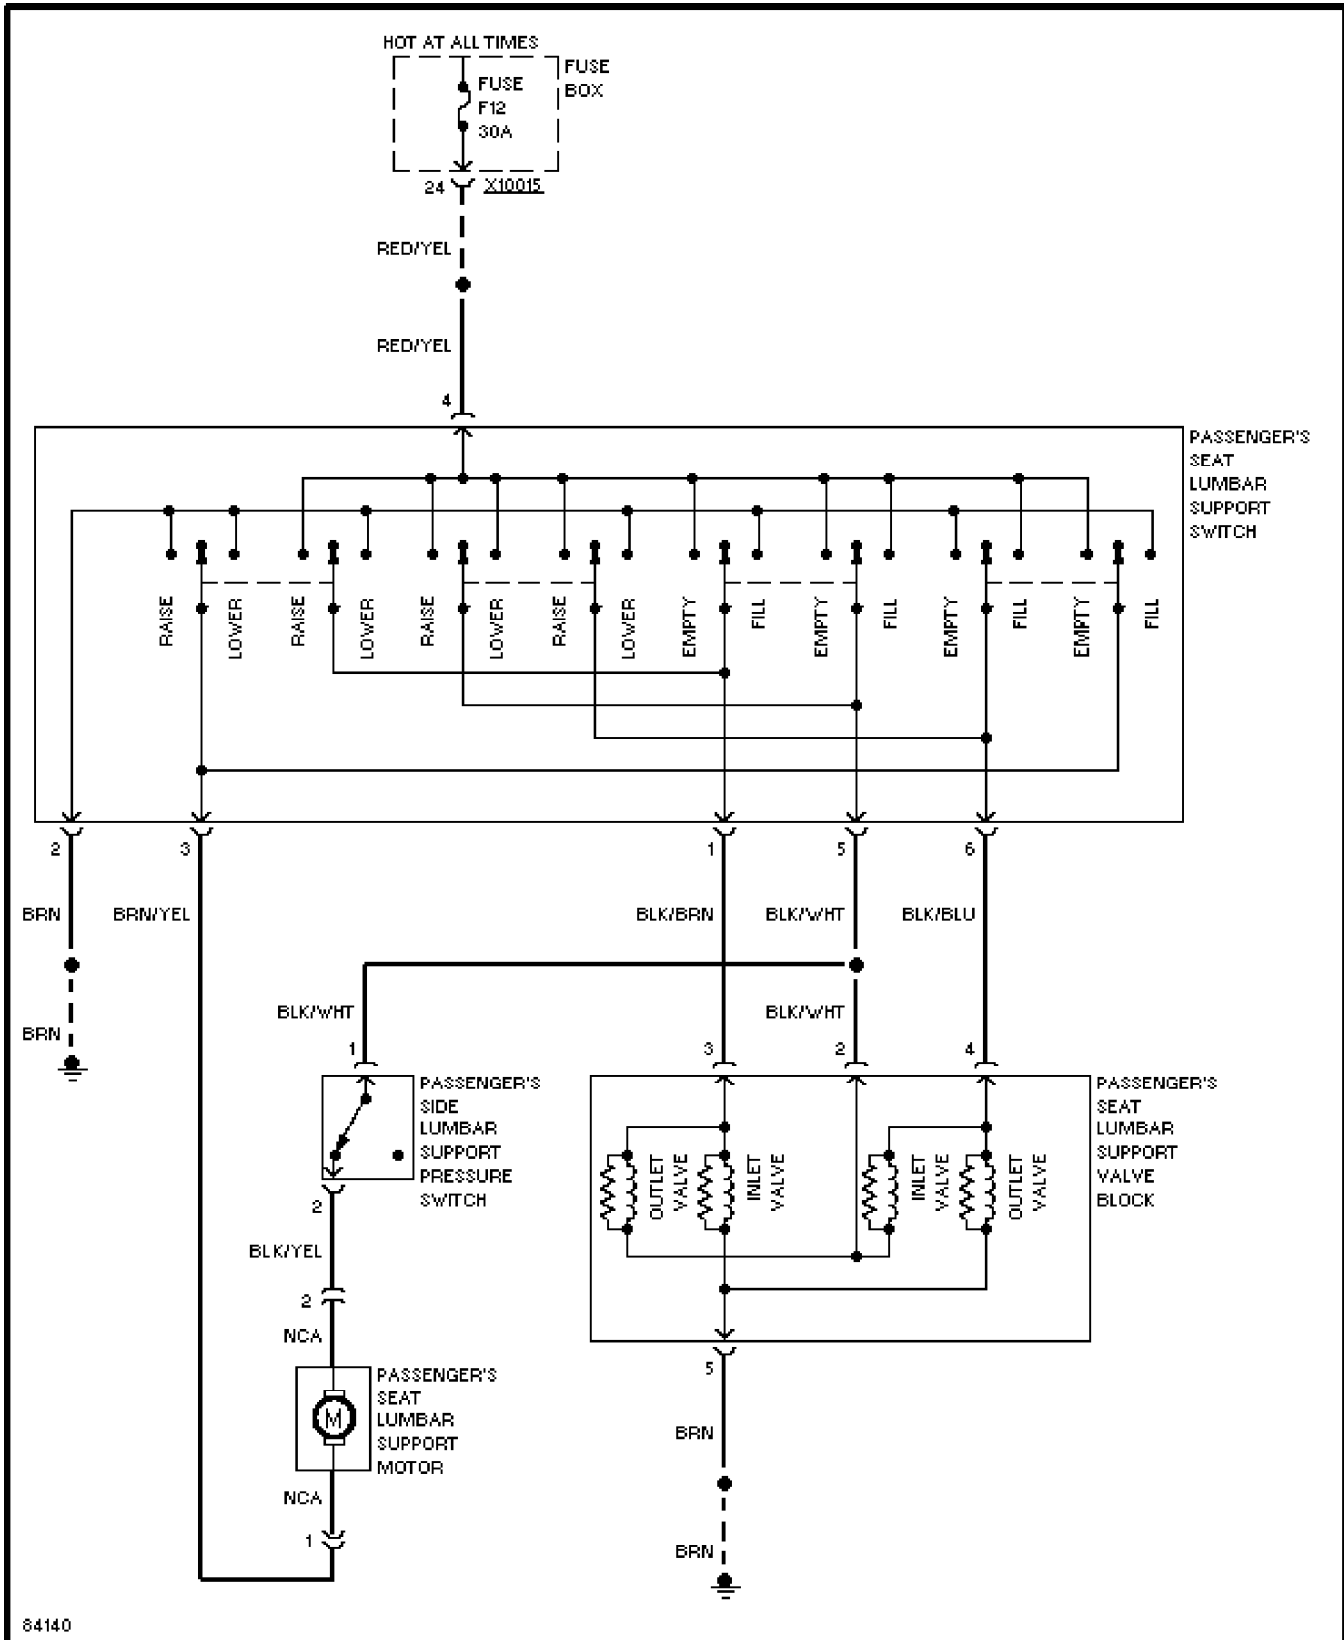 HOT AT ALL TIMES
FUSE
F12
30A
FUSE
BOX
24
X10015
RED/YEL
RED/YEL
4
PASSENGER'S
SEAT
LUMBAR
SUPPORT
SWITCH
RAISE
LOWER
RAISE
LOWER
RAISE
LOWER
RAISE
LOWER
EMPTY
FILL
EMPTY
FILL
EMPTY
FILL
EMPTY
FILL
2
3
1
5
6
BRN
BRN/YEL
BLK/BRN
BLK/WHT
BLK/BLU
BRN
BLK/WHT
BLK/WHT
1
3
2
4
PASSENGER'S
SIDE
LUMBAR
SUPPORT
PRESSURE
SWITCH
OUTLET
VALVE
INLET
VALVE
INLET
VALVE
OUTLET
VALVE
PASSENGER'S
SEAT
LUMBAR
SUPPORT
VALVE
BLOCK
2
BLK/YEL
2
NCA
PASSENGER'S
SEAT
LUMBAR
SUPPORT
MOTOR
M
NCA
1
5
BRN
BRN
84140